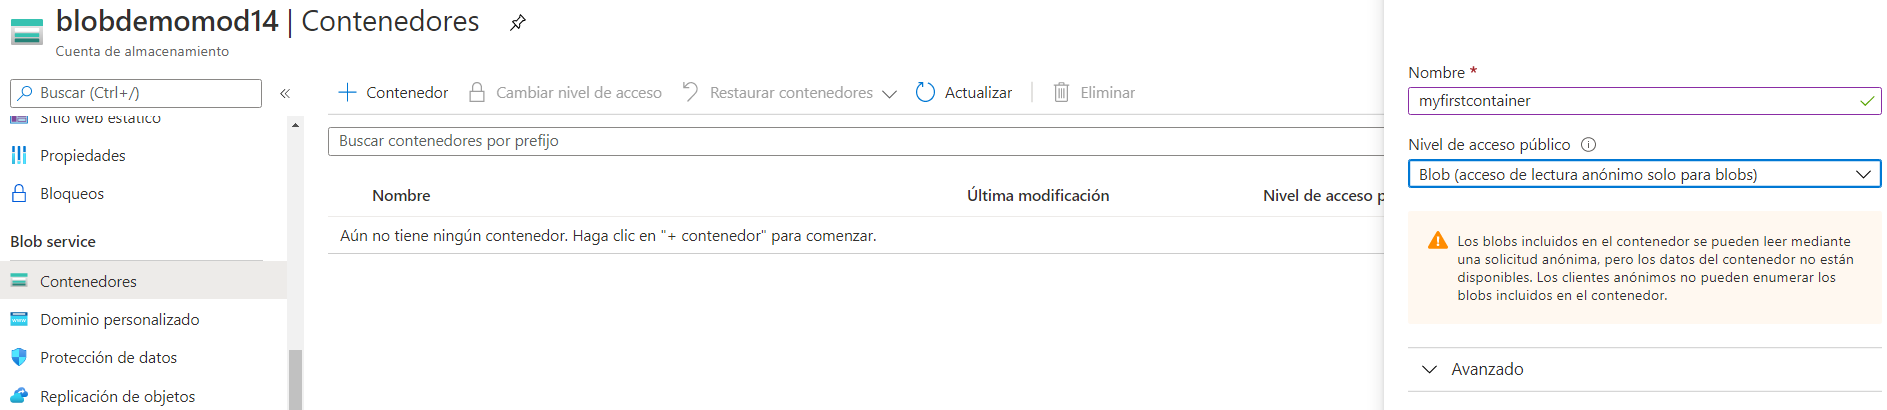 blobdemomod14 | Contenedores
Cuenta de almacenamiento
Buscar (Ctrl+/)
«
Sitio web estático
Propiedades
Bloqueos
Blob service
Contenedores
Dominio personalizado
Protección de datos
Replicación de objetos
+ Contenedor
Cambiar nivel de acceso
Restaurar contenedores
Actualizar
Eliminar
Buscar contenedores por prefijo
Nombre
Última modificación
Nivel de acceso p
Aún no tiene ningún contenedor. Haga clic en "+ contenedor" para comenzar.
Nombre *
myfirstcontainer
Nivel de acceso público
Blob (acceso de lectura anónimo solo para blobs)
Los blobs incluidos en el contenedor se pueden leer mediante
una solicitud anónima, pero los datos del contenedor no están
disponibles. Los clientes anónimos no pueden enumerar los
blobs incluidos en el contenedor.
Avanzado